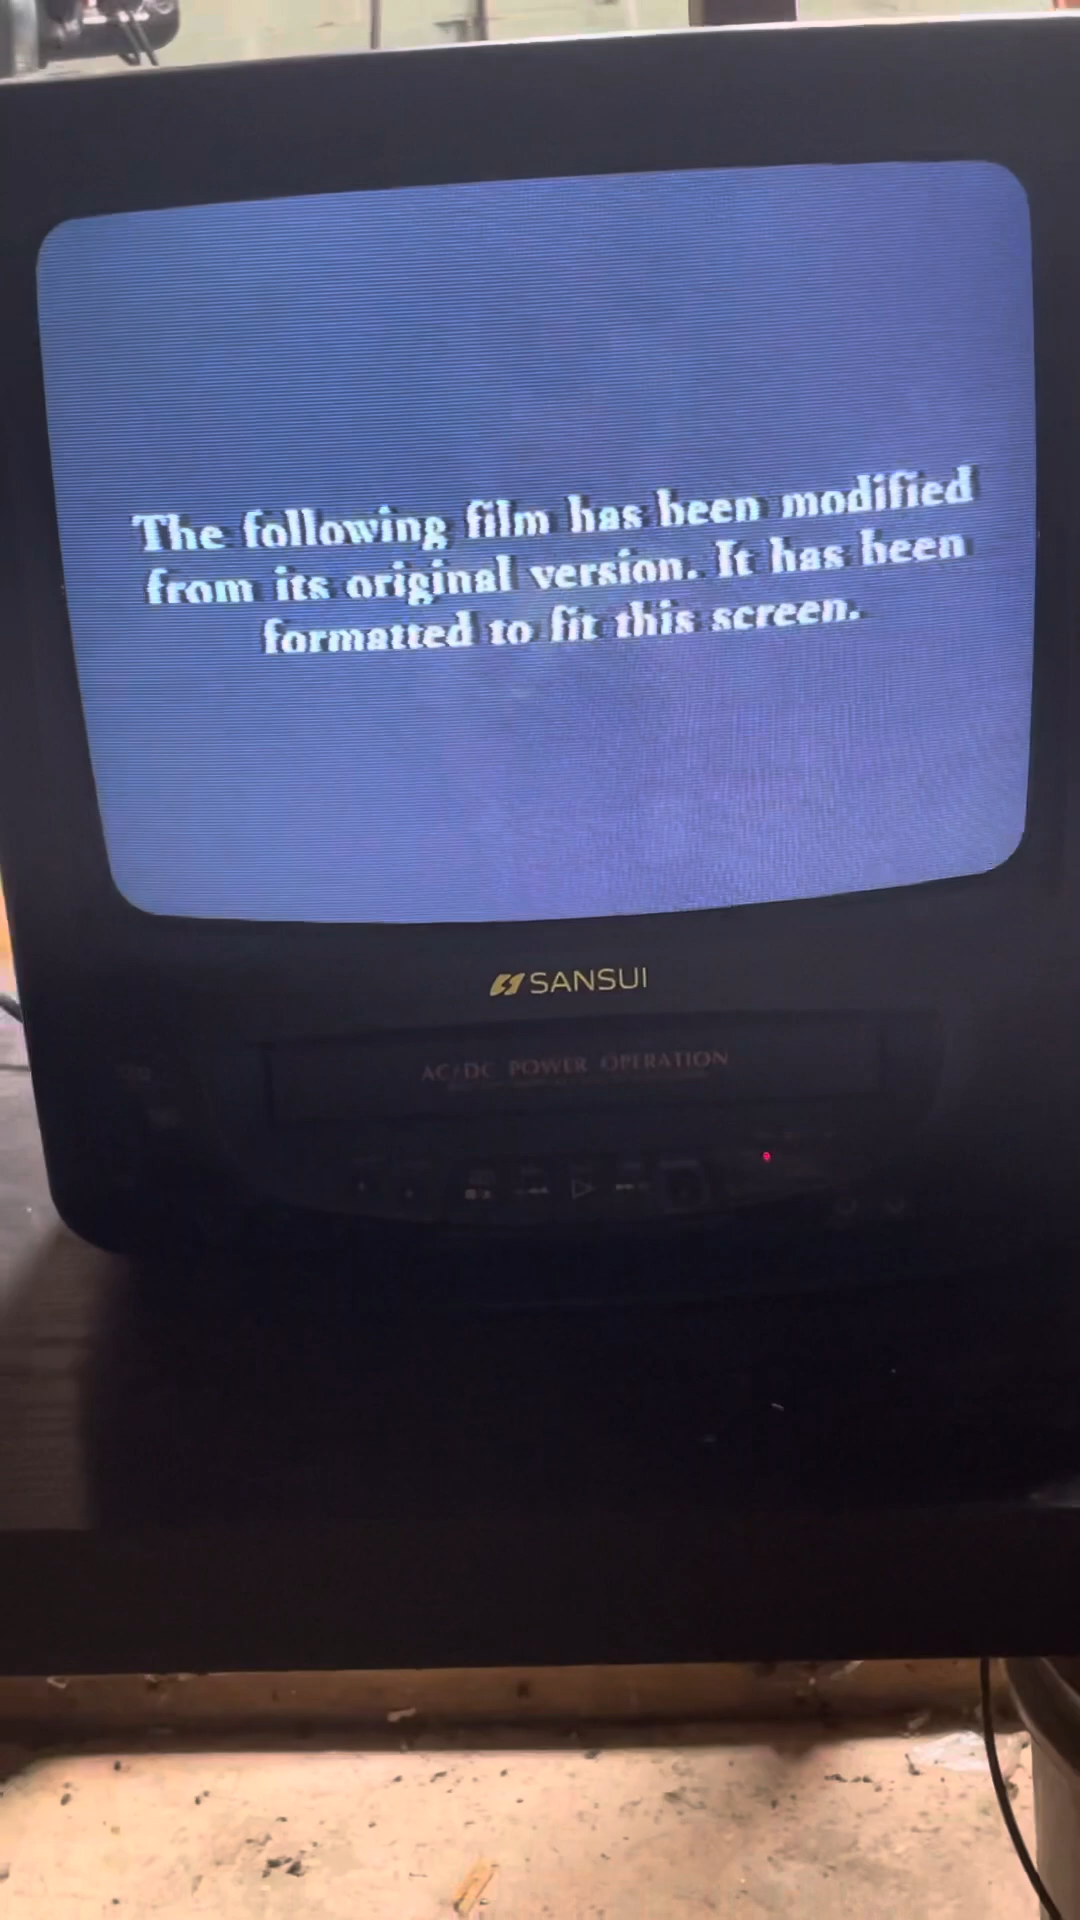 The following film has been modified
from its original version. It has been
formatted to fit this screen.
SANSUI
AC/DC POWER OPERATION